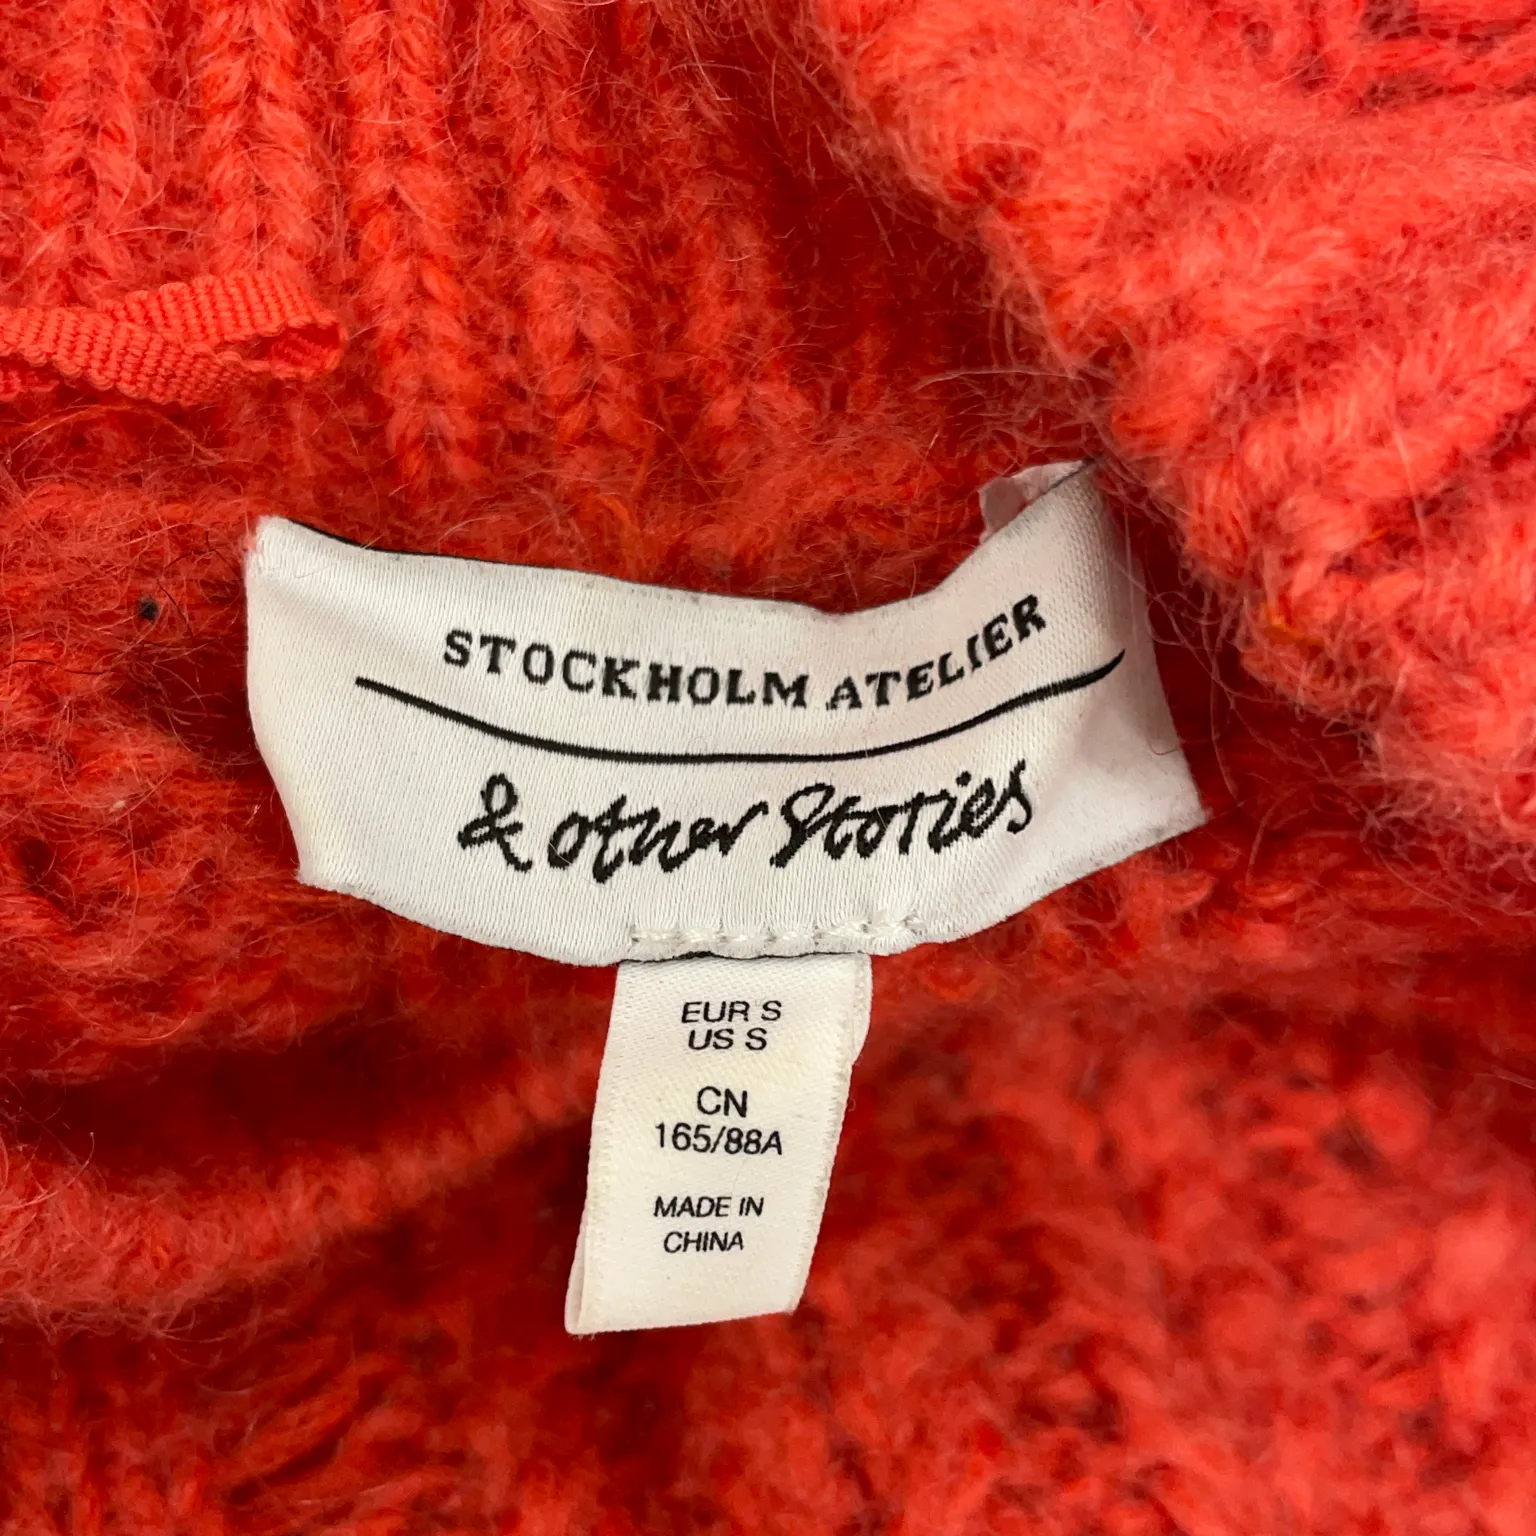 STOCKHOLM ATELIER
& other Stories
EUR S
US S
CN
165/88A
MADE IN
CHINA